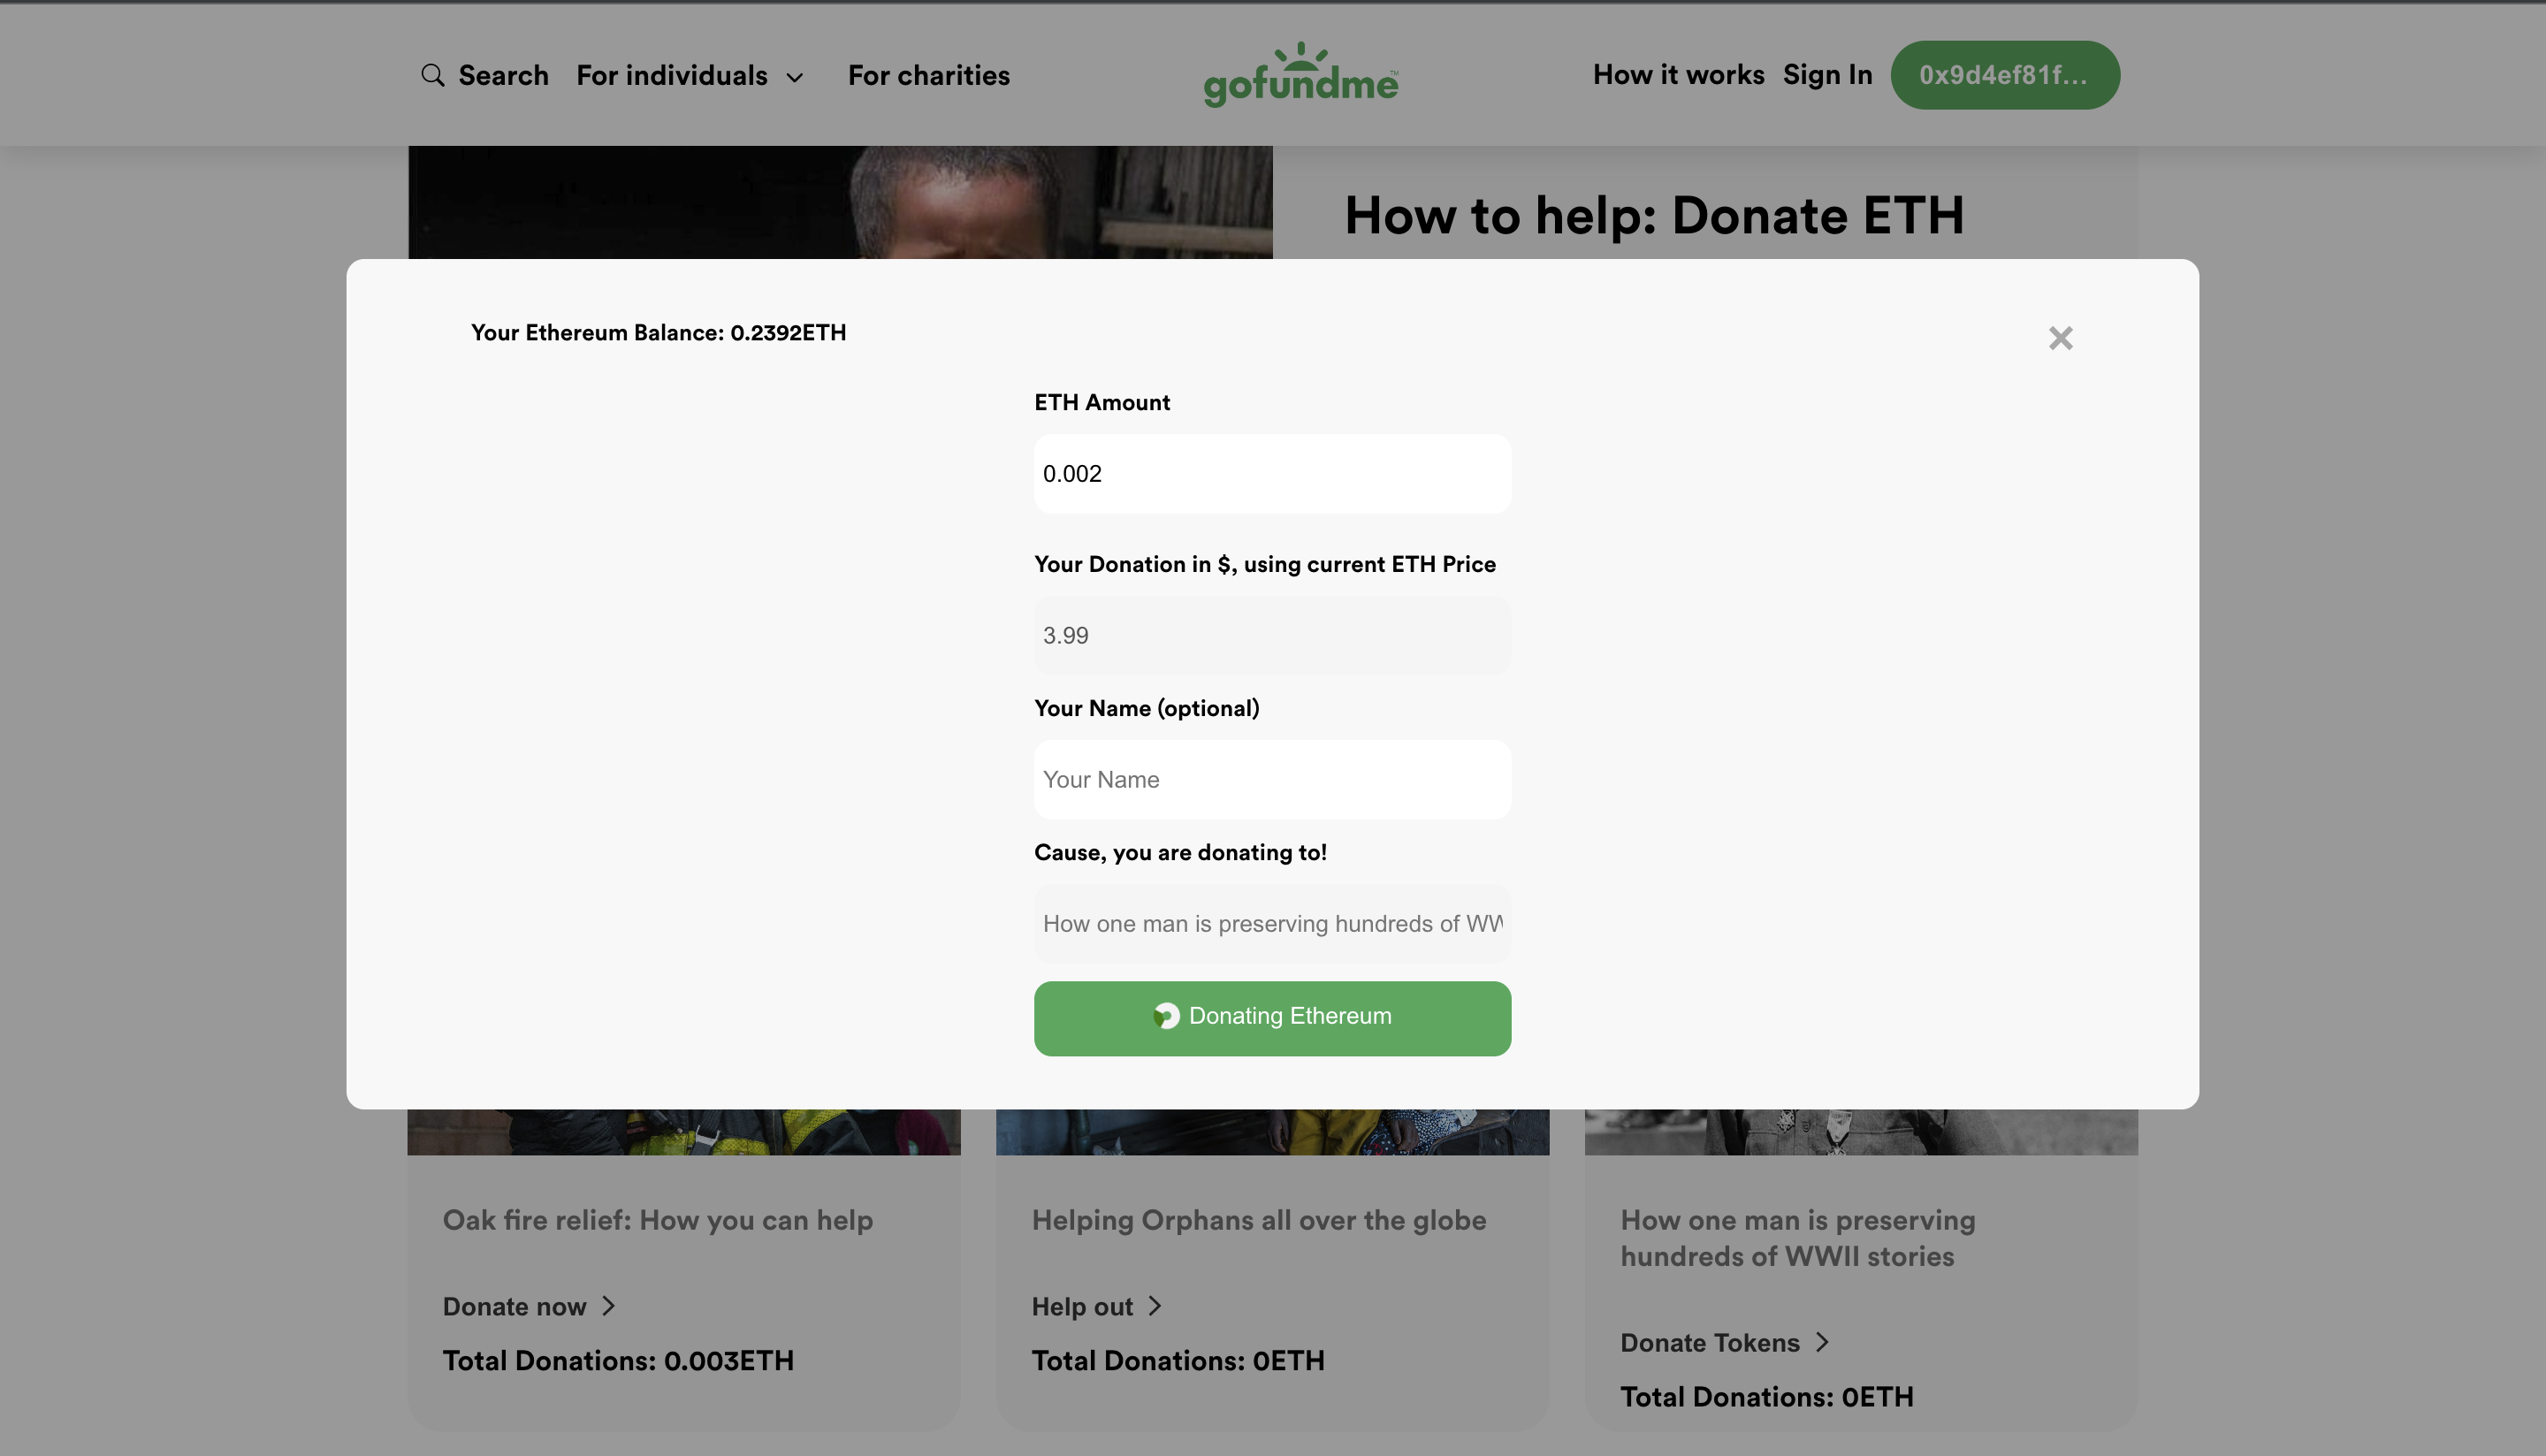 Search
For individuals
For charities
gofundme™
How it works
Sign In
0x9d4ef81f...
How to help: Donate ETH
Your Ethereum Balance: 0.2392ETH
ETH Amount
0.002
Your Donation in $, using current ETH Price
3.99
Your Name (optional)
Your Name
Cause, you are donating to!
How one man is preserving hundreds of WW
Donating Ethereum
Oak fire relief: How you can help
Donate now
Total Donations: 0.003ETH
Helping Orphans all over the globe
Help out
Total Donations: 0ETH
How one man is preserving
hundreds of WWII stories
Donate Tokens
Total Donations: 0ETH